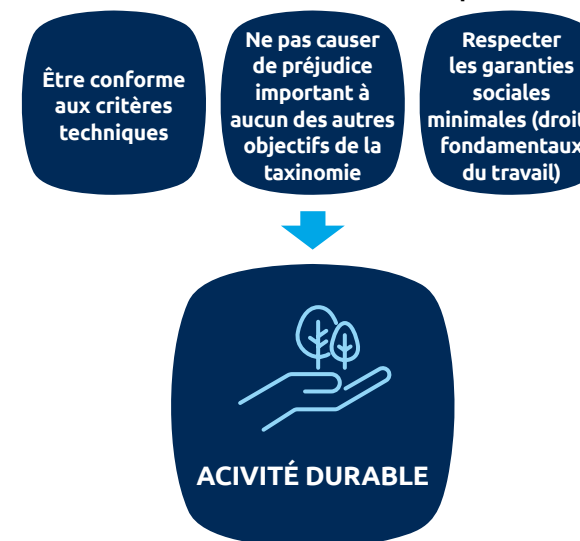 Être conforme
aux critères
techniques
Ne pas causer
de préjudice
important à
aucun des autres
objectifs de la
taxinomie
Respecter
les garanties
sociales
minimales (droit
fondamentaux
du travail)
ACIVITÉ DURABLE